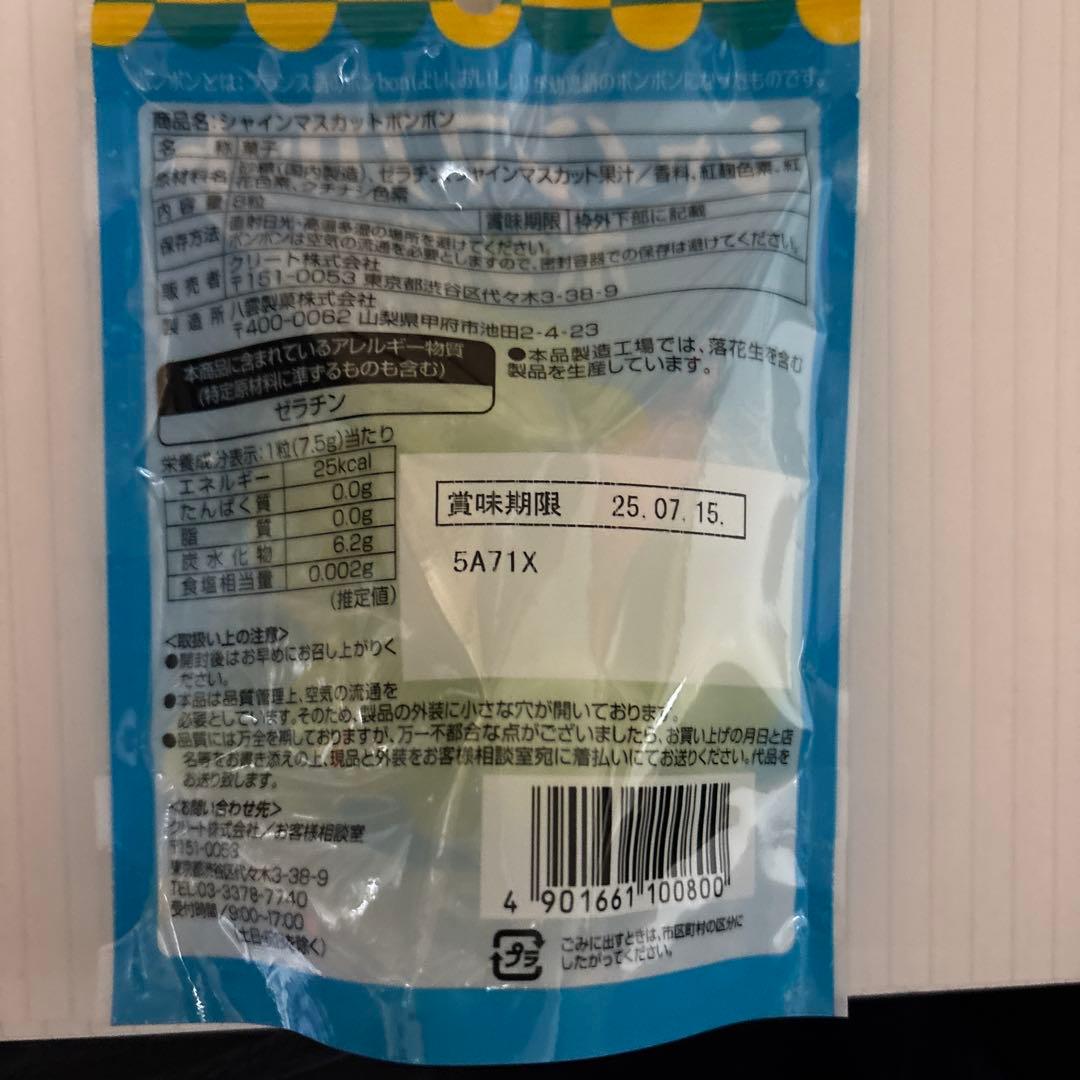 とは:フランス語のボンbon(よい、おいしい)が幼児語のボンボンになったものです。
商品名:シャインマスカットボンボン
名 称 菓子
原材料名 砂糖(国内製造)、ゼラチン、シャインマスカット果汁/香料、紅麹色素、紅
花色素、クチナシ色素
内容量 8粒 賞味期限 枠外下部に記載
保存方法 直射日光・高温多湿の場所を避けてください。
ボンボンは空気の流通を必要としますので、密封容器での保存は避けてください。
販売者 クリート株式会社
〒151-0053 東京都渋谷区代々木3-38-9
製造所 八雲製菓株式会社
〒400-0062 山梨県甲府市池田2-4-23
本商品に含まれているアレルギー物質
(特定原材料に準ずるものも含む)
ゼラチン
●本品製造工場では、落花生を含む
製品を生産しています。
栄養成分表示:1粒(7.5g)当たり
エネルギー 25kcal
たんぱく質 0.0g
脂 質 0.0g
炭水化物 6.2g
食塩相当量 0.002g
(推定値)
賞味期限 25.07.15.
5A71X
<取扱い上の注意>
●開封後はお早めにお召し上がりく
ださい。
●本品は品質管理上、空気の流通を
必要としています。そのため、製品の外装に小さな穴が開いております。
●品質には万全を期しておりますが、万一不都合な点がございましたら、お買い上げの月日と店
名等をお書き添えの上、現品と外装をお客様相談室宛に着払いにてお送りください。代品を
お送り致します。
<お問い合わせ先>
クリート株式会社/お客様相談室
〒151-0053
東京都渋谷区代々木3-38-9
TEL:03-3378-7740
受付時間/9:00~17:00
(土・日・祝日を除く)
4 901661 100800
プラ
ごみに出すときは、市区町村の区分に
したがってください。